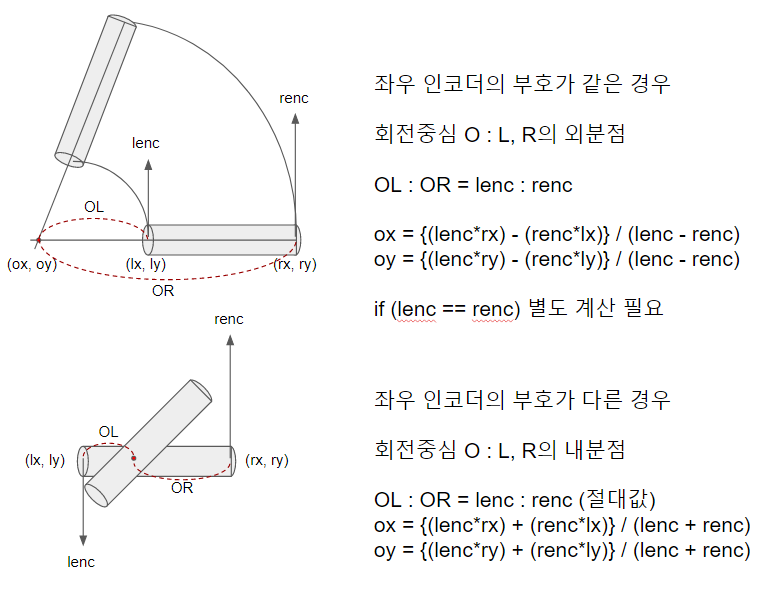 renc
lenc
OL
(ox, oy)
(lx, ly)
(rx, ry)
OR
좌우 인코더의 부호가 같은 경우
회전중심 O : L, R의 외분점
OL : OR = lenc : renc
ox = {(lenc*rx) - (renc*lx)} / (lenc - renc)
oy = {(lenc*ry) - (renc*ly)} / (lenc - renc)
if (lenc == renc) 별도 계산 필요
renc
OL
(lx, ly)
(rx, ry)
OR
lenc
좌우 인코더의 부호가 다른 경우
회전중심 O : L, R의 내분점
OL : OR = lenc : renc (절대값)
ox = {(lenc*rx) + (renc*lx)} / (lenc + renc)
oy = {(lenc*ry) + (renc*ly)} / (lenc + renc)